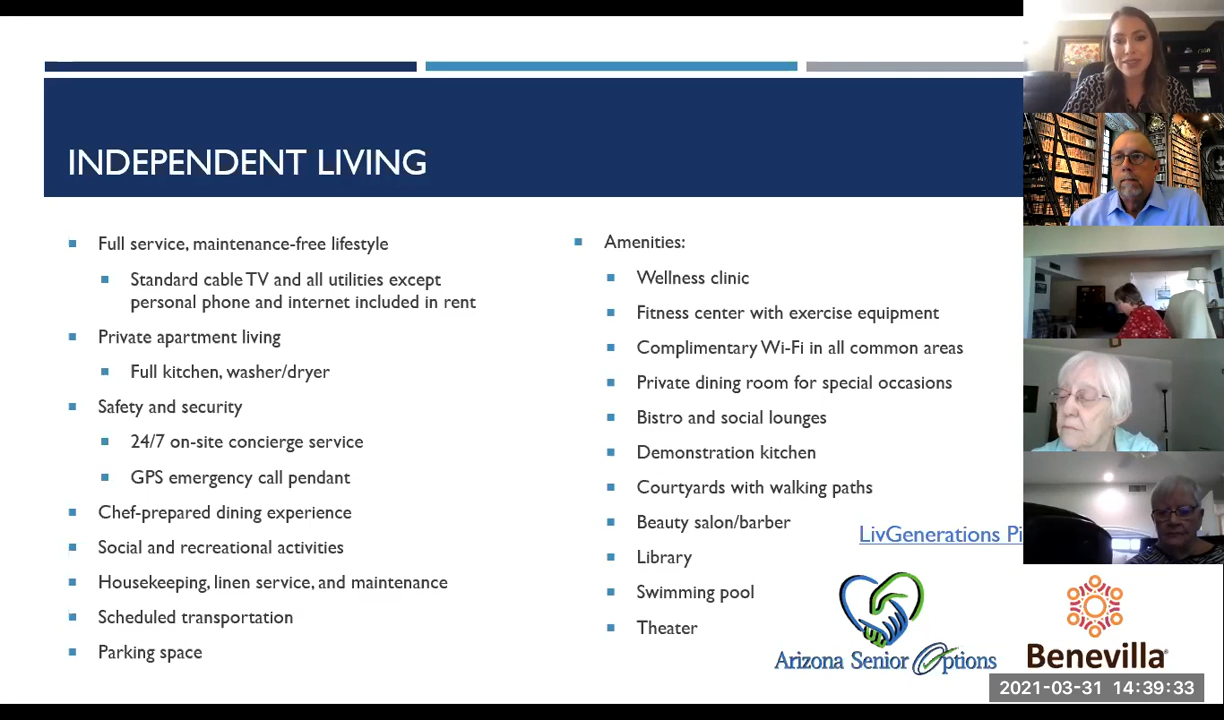 INDEPENDENT LIVING
Full service, maintenance-free lifestyle
Standard cable TV and all utilities except
personal phone and internet included in rent
Private apartment living
Full kitchen, washer/dryer
Safety and security
24/7 on-site concierge service
GPS emergency call pendant
Chef-prepared dining experience
Social and recreational activities
Housekeeping, linen service, and maintenance
Scheduled transportation
Parking space
Amenities:
Wellness clinic
Fitness center with exercise equipment
Complimentary Wi-Fi in all common areas
Private dining room for special occasions
Bistro and social lounges
Demonstration kitchen
Courtyards with walking paths
Beauty salon/barber
Library
Swimming pool
Theater
LivGenerations Pi
Arizona Senior Options
Benevilla
2021-03-31 14:39:33